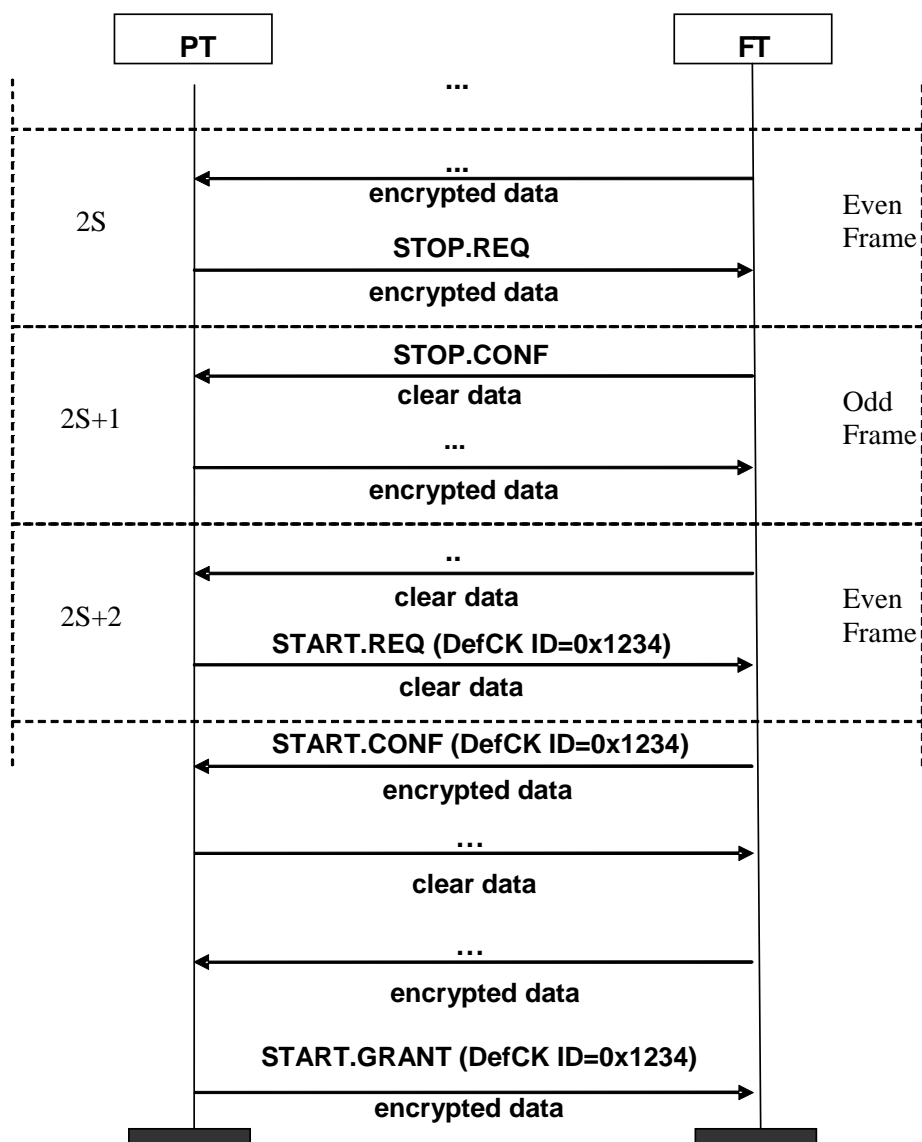 PT
FT
...
...
encrypted data
2S
Even
Frame
STOP.REQ
encrypted data
STOP.CONF
clear data
2S+1
Odd
Frame
...
encrypted data
..
clear data
2S+2
Even
Frame
START.REQ (DefCK ID=0x1234)
clear data
START.CONF (DefCK ID=0x1234)
encrypted data
...
clear data
...
encrypted data
START.GRANT (DefCK ID=0x1234)
encrypted data